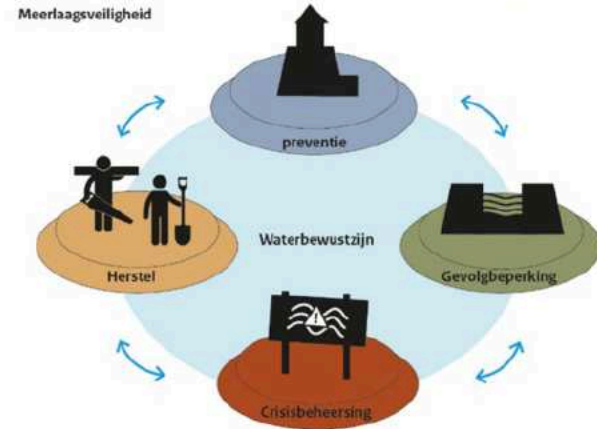 Meerlaagsveiligheid
preventie
Waterbewustzijn
Herstel
Gevolgbeperking
Crisisbeheersing